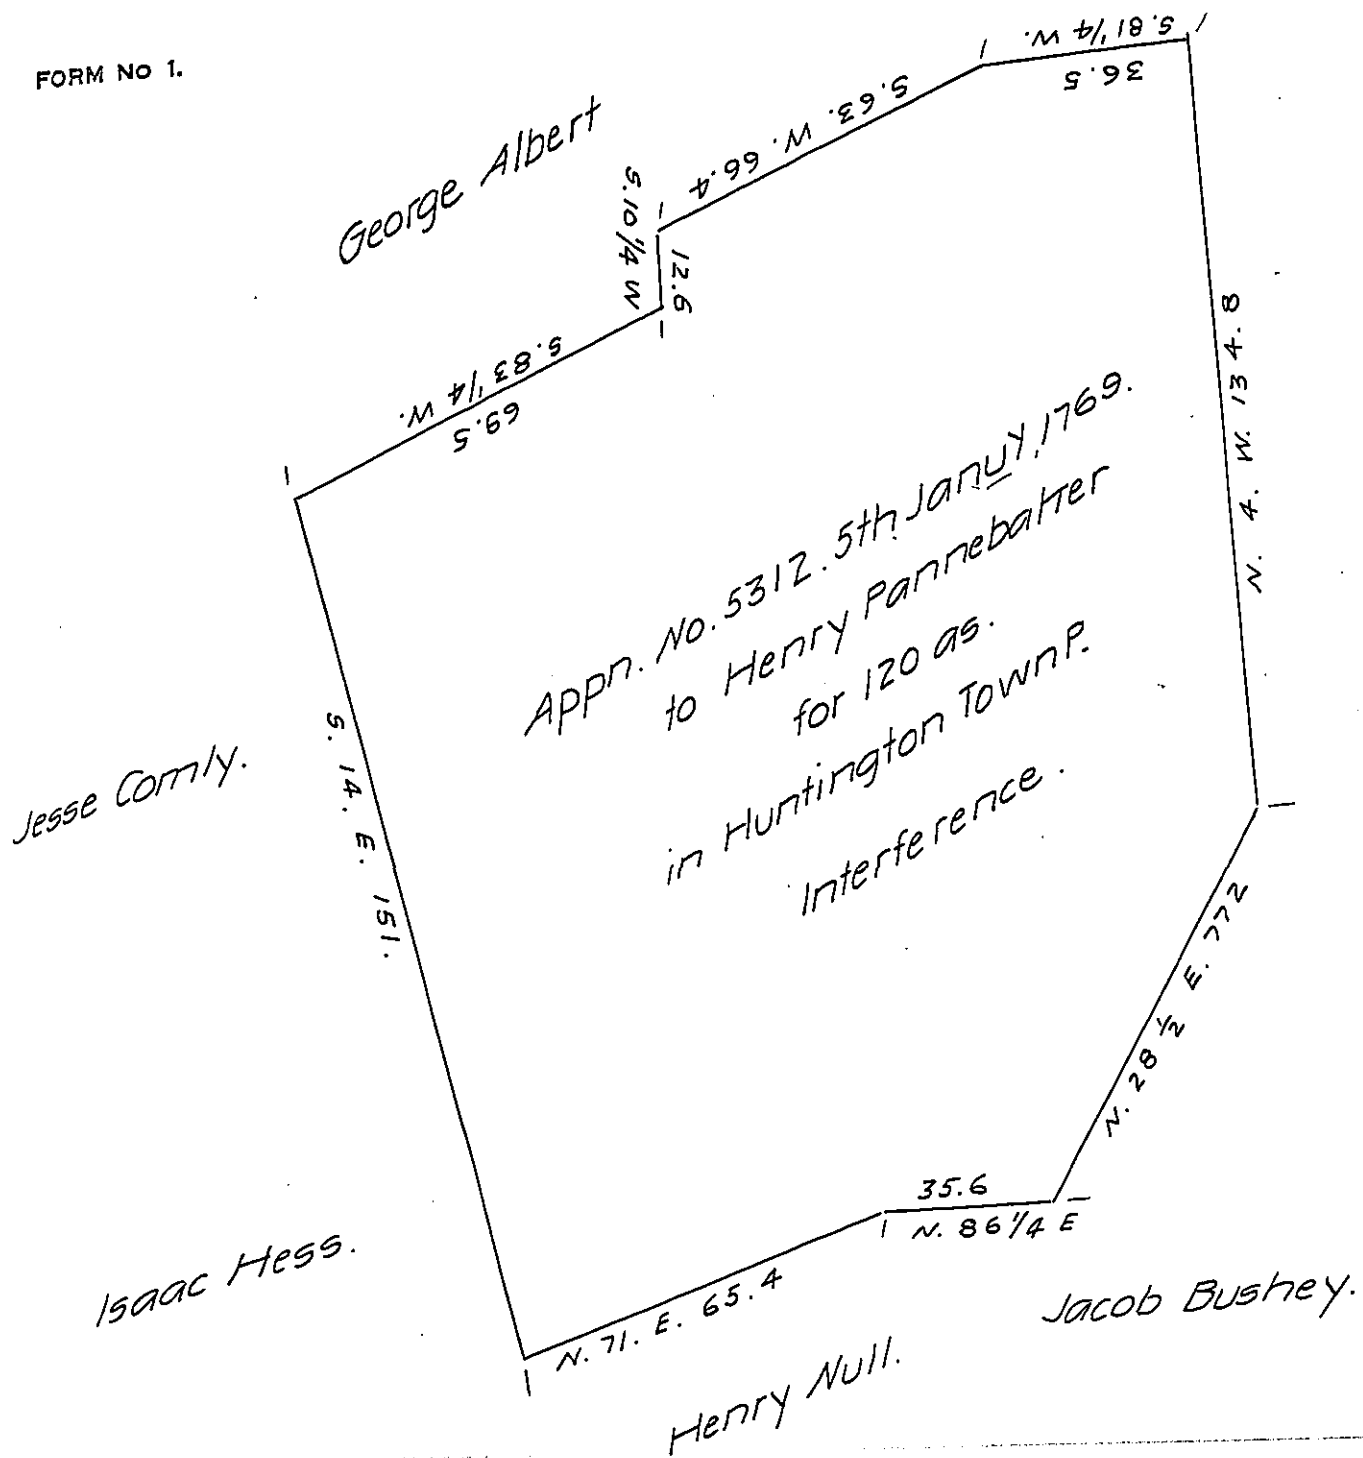 FORM No 1.
S. 81 1/4 W.
36.5
S. 63. W. 66.4
George Albert
S. 10 1/4 W
12.6
S. 83 1/4 W.
69.5
N. 4. W. 134.8
Appn. No. 5312. 5th Januy, 1769.
to Henry Pannebaker
for 120 as.
in Huntington TownP.
Interference.
Jesse Comly.
S. 14. E. 151.
N. 28 1/2 E. 772
35.6
N. 86 1/4 E
Isaac Hess.
N. 71. E. 65.4
Jacob Bushey.
Henry Null.